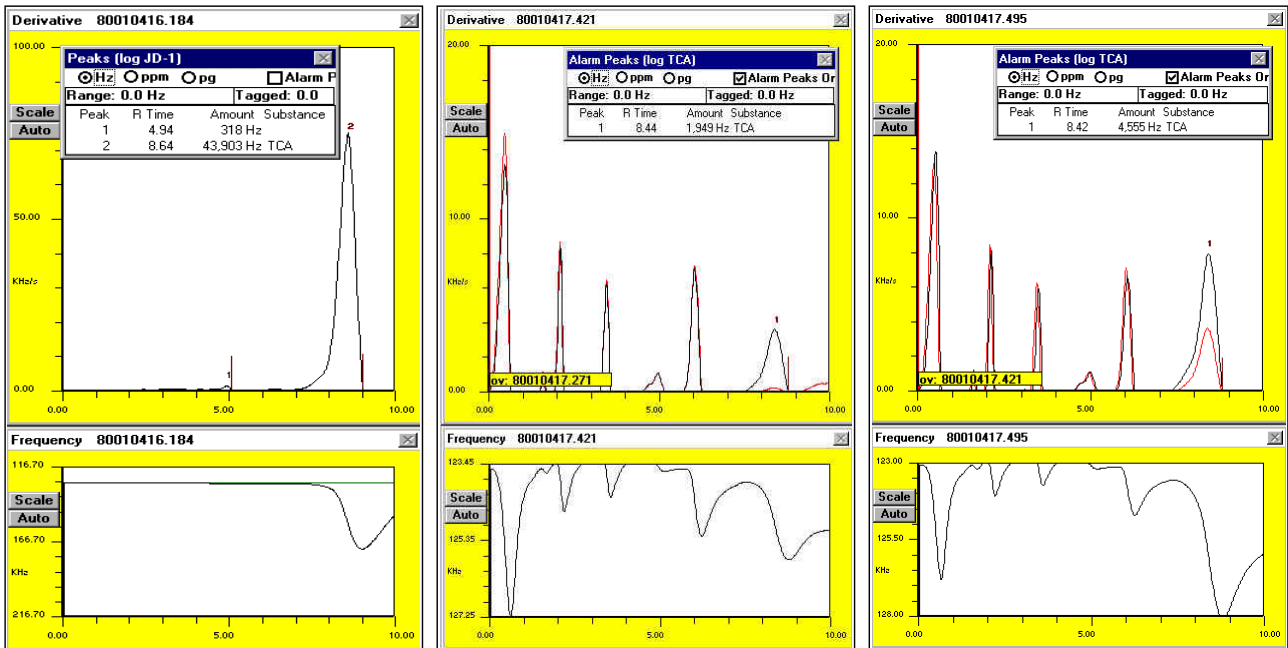 Derivative 80010416.184
100.00
Peaks (log JD-1)
Hz ppm pg Alarm P
Range: 0.0 Hz Tagged: 0.0
Peak R Time Amount Substance
1 4.94 318 Hz
2 8.64 43,903 Hz TCA
Scale
Auto
2
50.00
KHz/s
1
0.00
0.00 5.00 10.00
Frequency 80010416.184
116.70
Scale
Auto
166.70
KHz
216.70
0.00 5.00 10.00
Derivative 80010417.421
20.00
Alarm Peaks (log TCA)
Hz ppm pg Alarm Peaks Or
Range: 0.0 Hz Tagged: 0.0
Peak R Time Amount Substance
1 8.44 1,949 Hz TCA
Scale
Auto
10.00
KHz/s
1
ov: 80010417.271
0.00
0.00 5.00 10.00
Frequency 80010417.421
123.45
Scale
Auto
125.35
KHz
127.25
0.00 5.00 10.00
Derivative 80010417.495
20.00
Alarm Peaks (log TCA)
Hz ppm pg Alarm Peaks Or
Range: 0.0 Hz Tagged: 0.0
Peak R Time Amount Substance
1 8.42 4,555 Hz TCA
Scale
Auto
10.00
1
KHz/s
ov: 80010417.421
0.00
0.00 5.00 10.00
Frequency 80010417.495
123.00
Scale
Auto
125.50
KHz
128.00
0.00 5.00 10.00